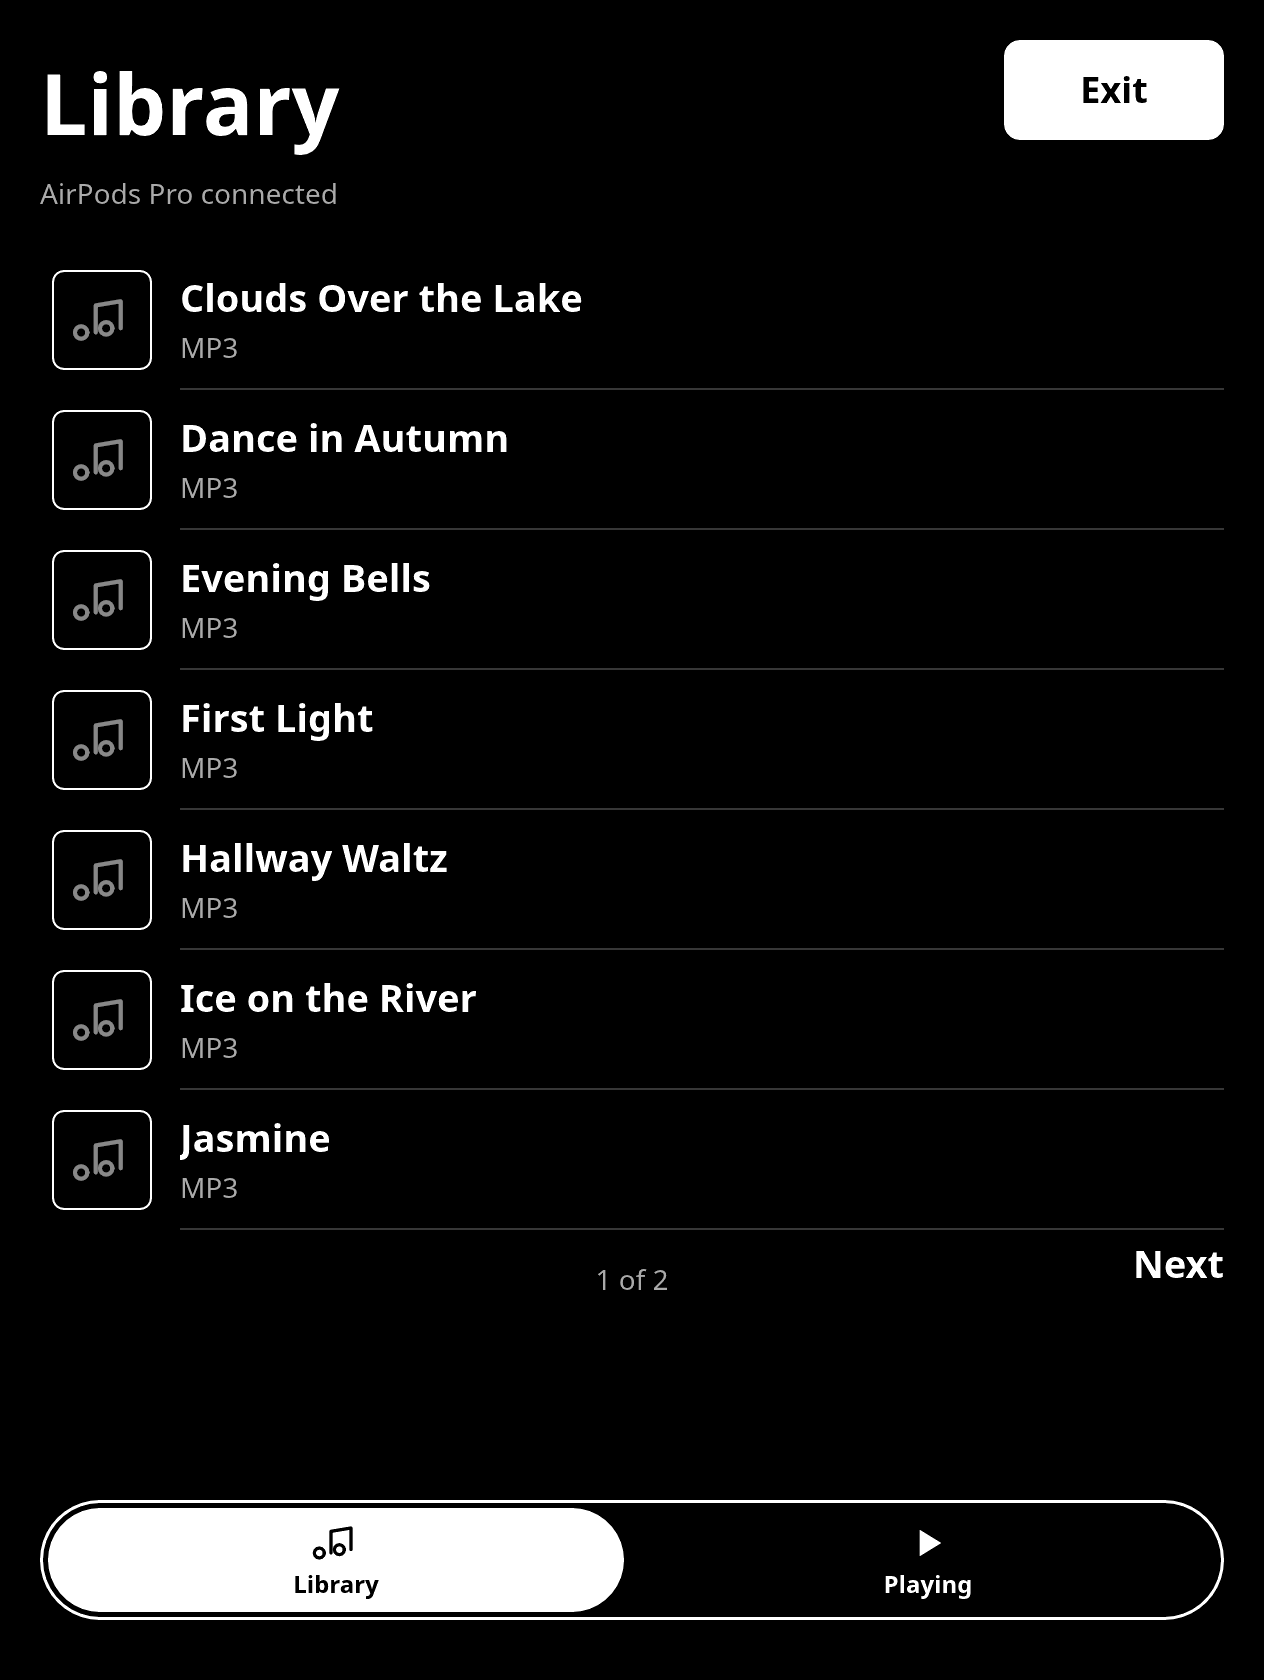 Library
Exit
AirPods Pro connected
Clouds Over the Lake
MP3
Dance in Autumn
MP3
Evening Bells
MP3
First Light
MP3
Hallway Waltz
MP3
Ice on the River
MP3
Jasmine
MP3
1 of 2
Next
Library
Playing